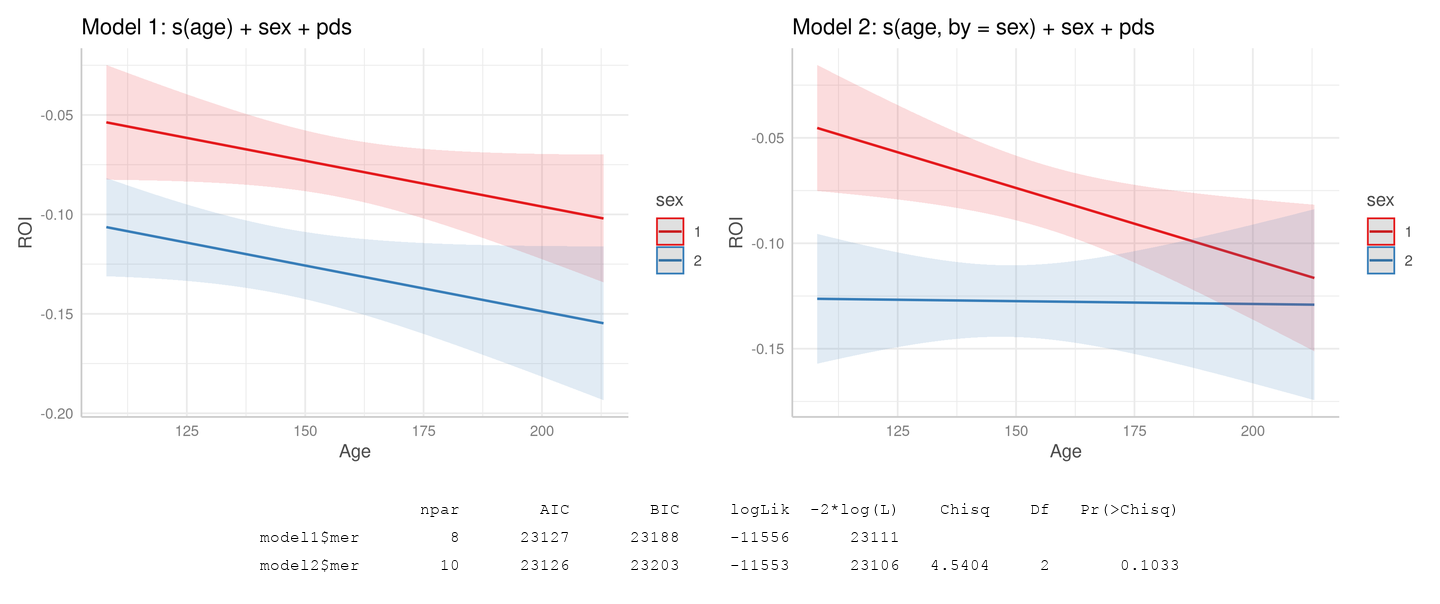 Model 1: s(age) + sex + pds
-0.05
-0.10
-0.15
-0.20
ROI
125 150 175 200
Age
sex
1
2
Model 2: s(age, by = sex) + sex + pds
-0.05
-0.10
-0.15
ROI
125 150 175 200
Age
sex
1
2
npar AIC BIC logLik -2*log(L) Chisq Df Pr(>Chisq)
model1$mer 8 23127 23188 -11556 23111
model2$mer 10 23126 23203 -11553 23106 4.5404 2 0.1033